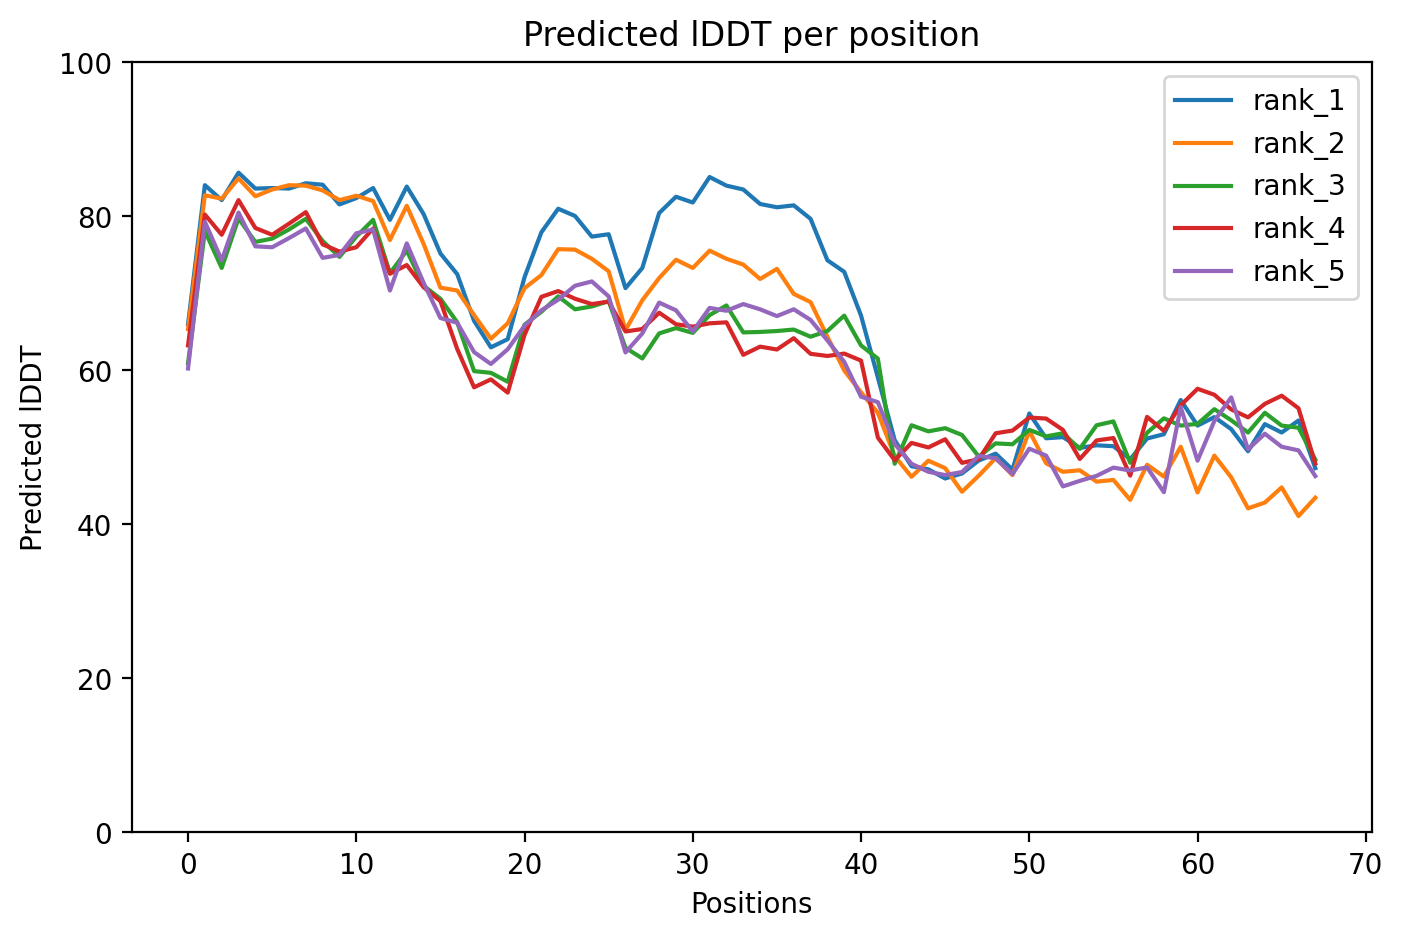 Predicted lDDT per position
100
80
60
40
20
0
Predicted lDDT
rank_1
rank_2
rank_3
rank_4
rank_5
0 10 20 30 40 50 60 70
Positions